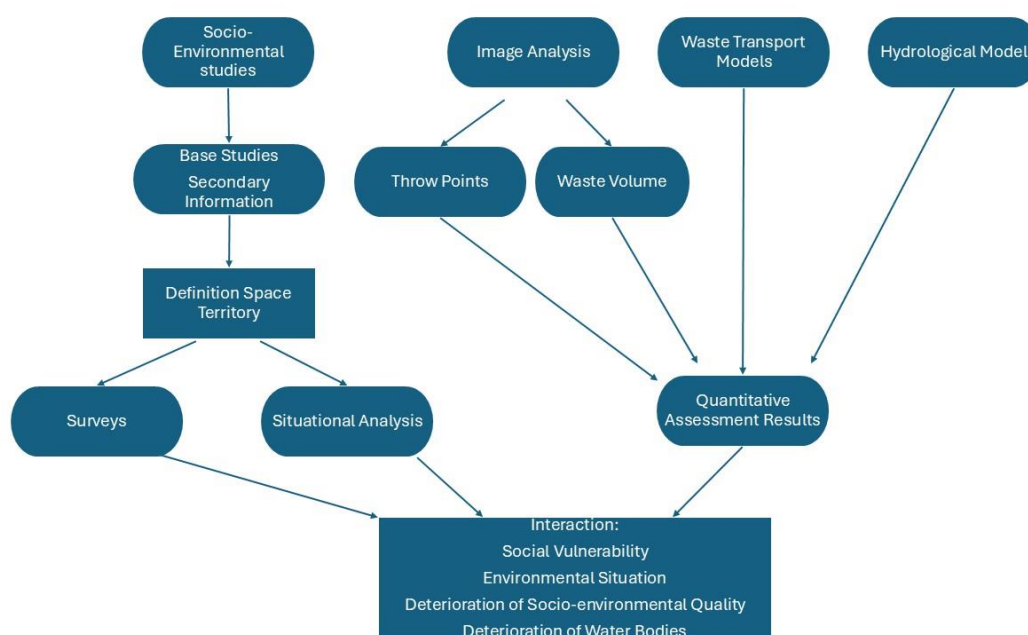 Socio-
Environmental
studies
Image Analysis
Waste Transport
Models
Hydrological Model
Base Studies
Secondary
Information
Throw Points
Waste Volume
Definition Space
Territory
Surveys
Situational Analysis
Quantitative
Assessment Results
Interaction:
Social Vulnerability
Environmental Situation
Deterioration of Socio-environmental Quality
Deterioration of Water Bodies